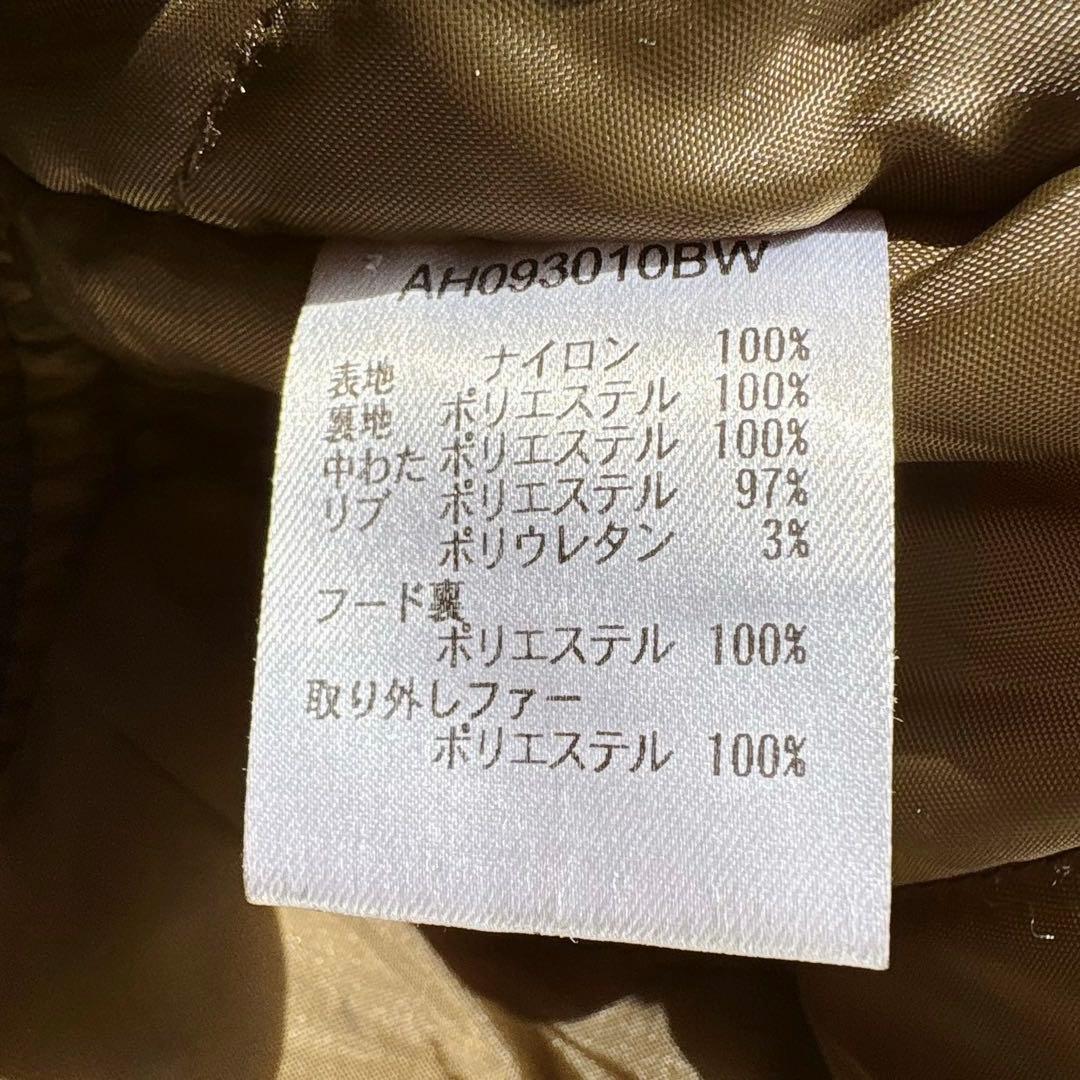 AH093010BW
表地 ナイロン 100%
裏地 ポリエステル 100%
中わた ポリエステル 100%
リブ ポリエステル 97%
ポリウレタン 3%
フード裏
ポリエステル 100%
取り外しファー
ポリエステル 100%